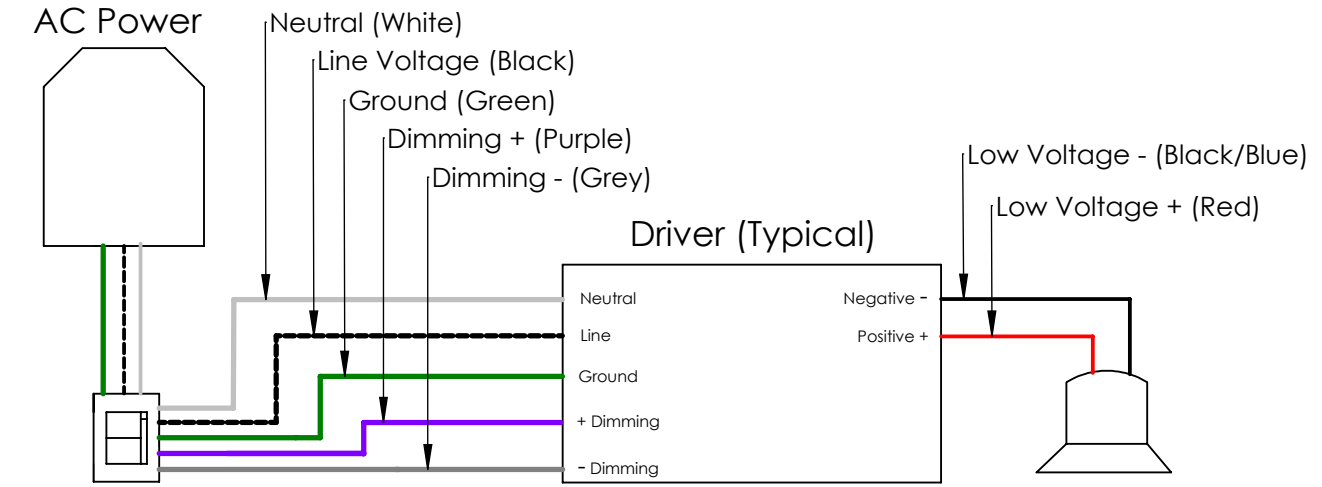 AC Power
Neutral (White)
Line Voltage (Black)
Ground (Green)
Dimming + (Purple)
Dimming - (Grey)
Low Voltage - (Black/Blue)
Low Voltage + (Red)
Driver (Typical)
Neutral
Negative -
Line
Positive +
Ground
+ Dimming
- Dimming